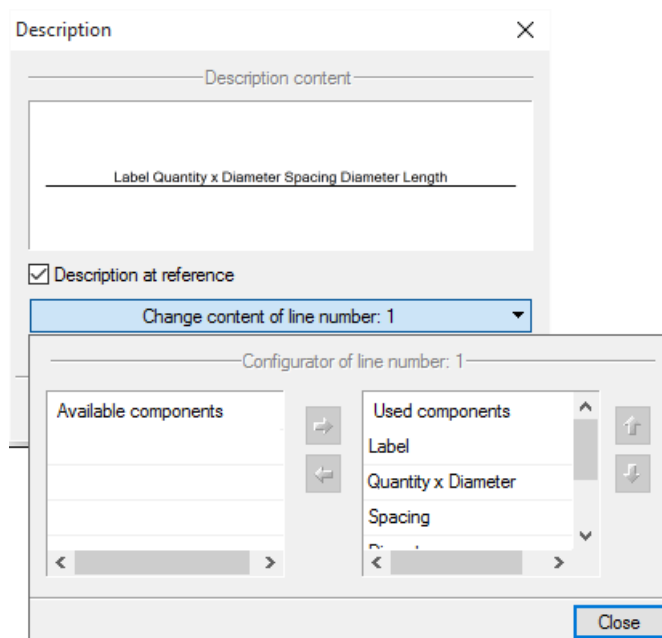 Description
Description content
Label Quantity x Diameter Spacing Diameter Length
Description at reference
Change content of line number: 1
Configurator of line number: 1
Available components
Used components
Label
Quantity x Diameter
Spacing
Close